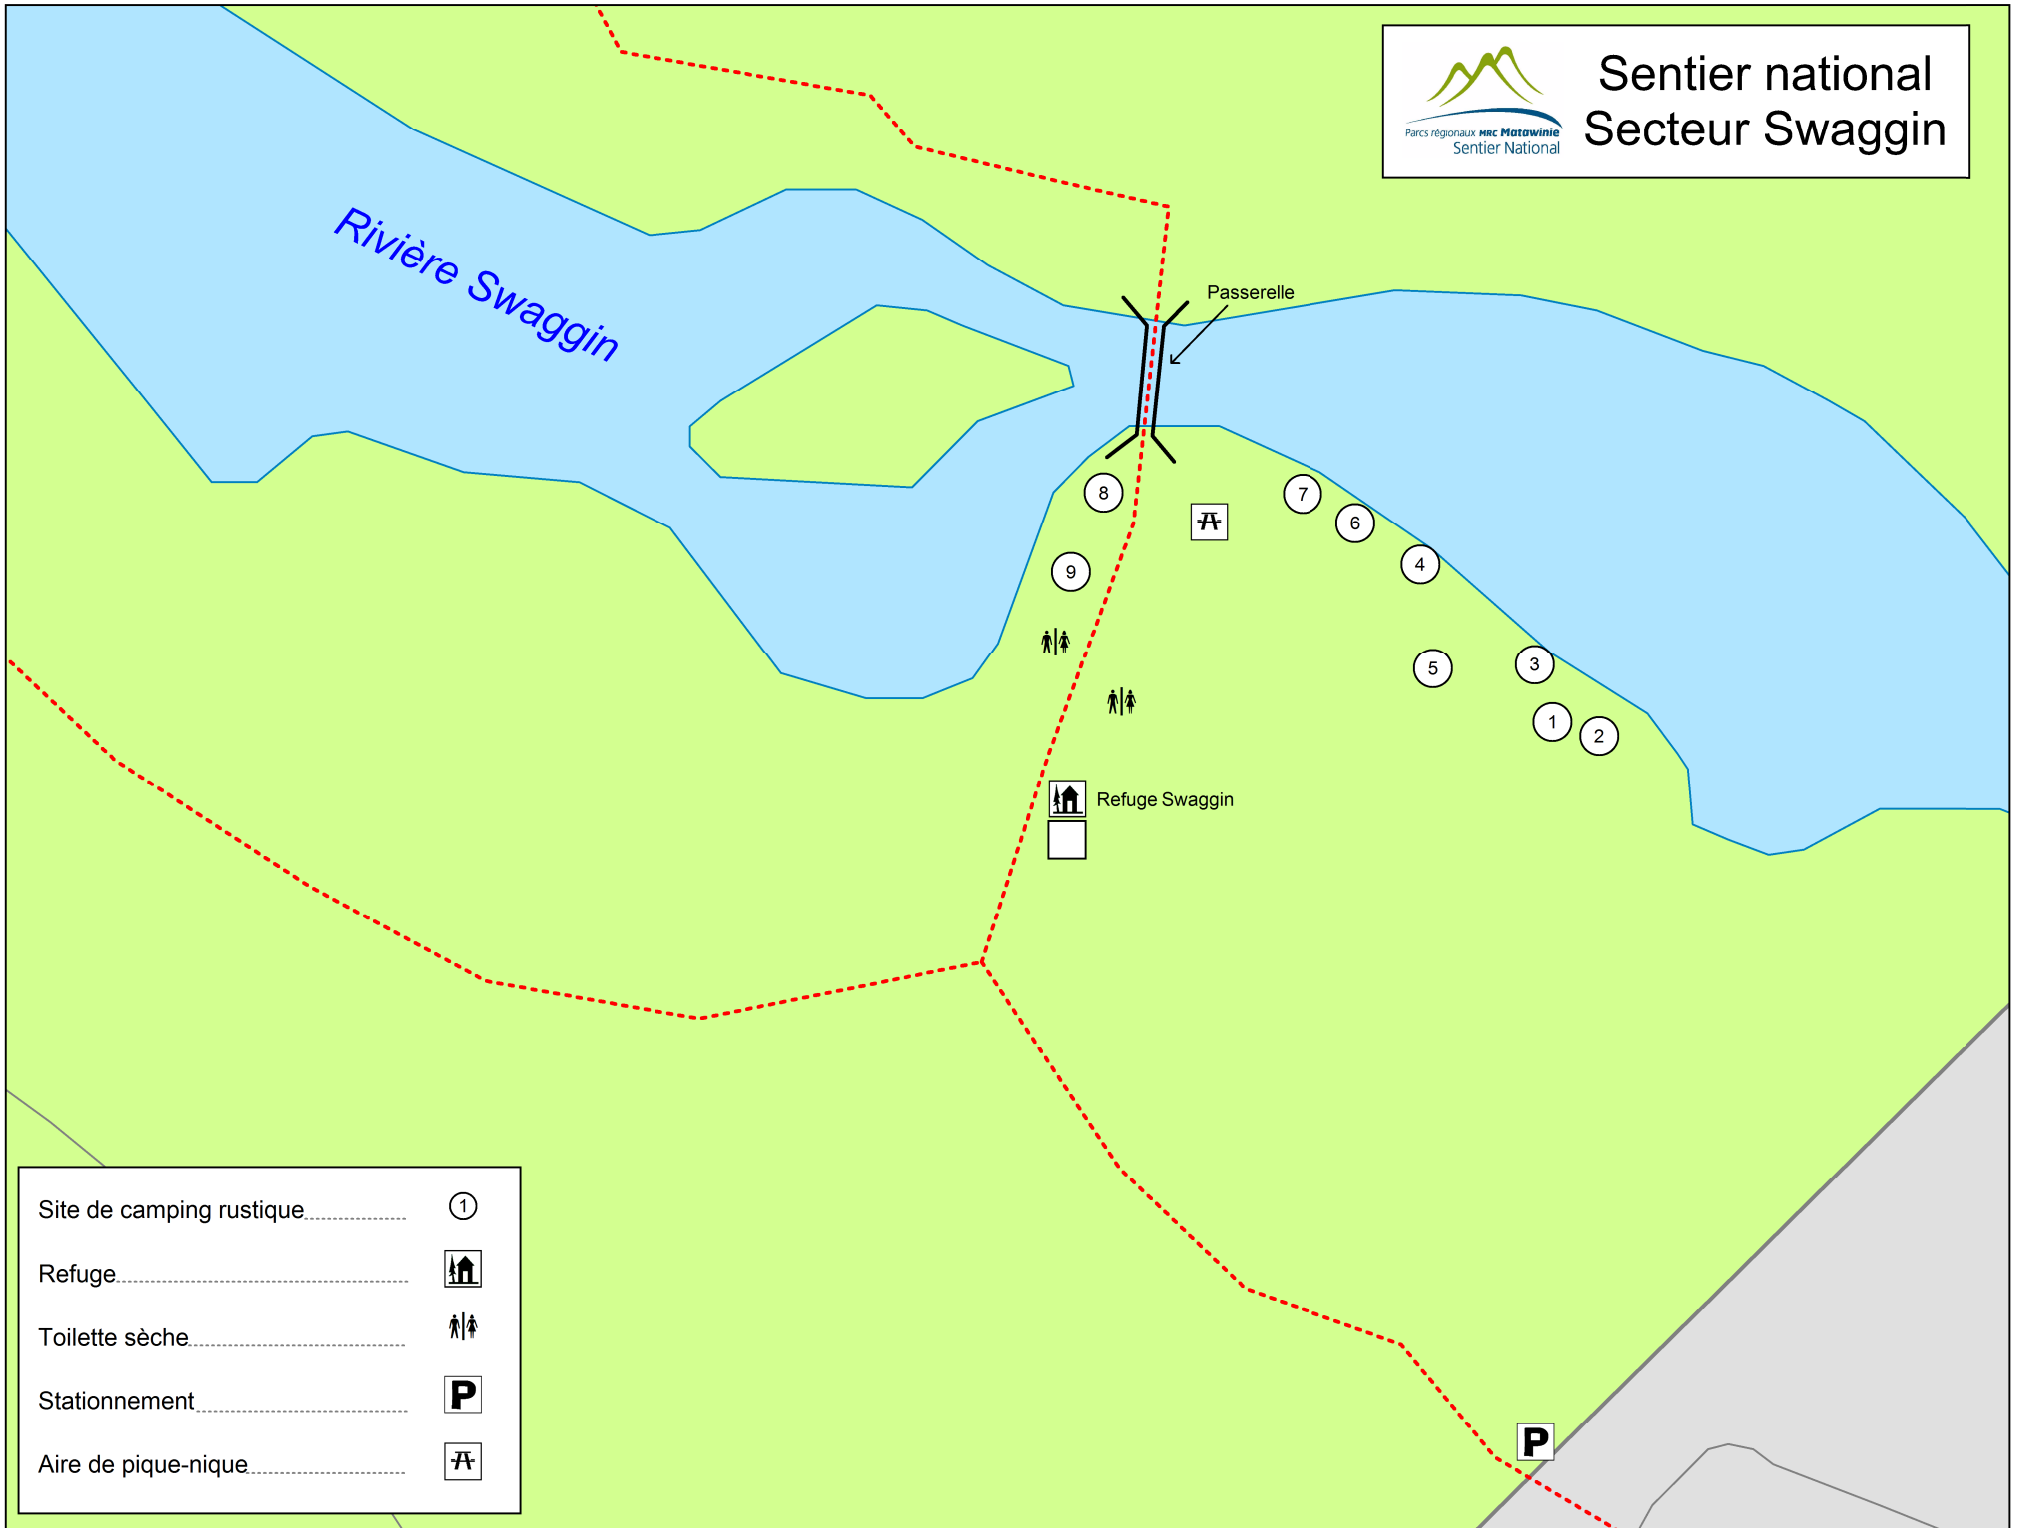 Sentier national
Secteur Swaggin
Parcs régionaux MRC Matawinie
Sentier National
Rivière Swaggin
Passerelle
8
7
6
4
9
5
3
1
2
Refuge Swaggin
Site de camping rustique
1
Refuge
Toilette sèche
Stationnement
P
Aire de pique-nique
P